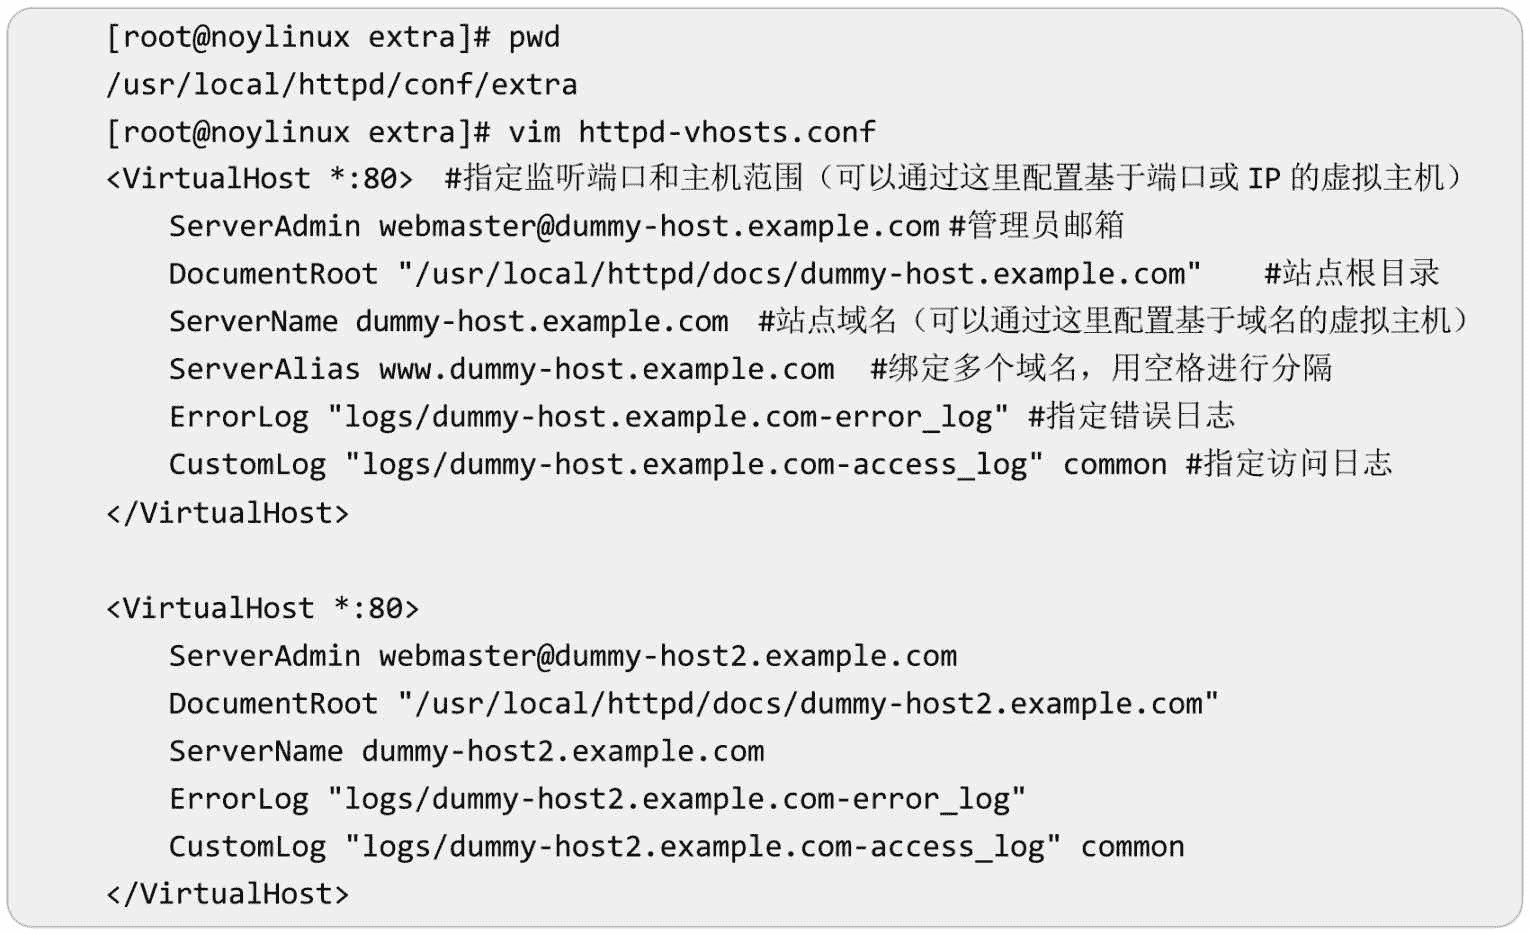 [root@noylinux extra]# pwd
/usr/local/httpd/conf/extra
[root@noylinux extra]# vim httpd-vhosts.conf
<VirtualHost *:80>  #指定监听端口和主机范围（可以通过这里配置基于端口或 IP 的虚拟主机）
    ServerAdmin webmaster@dummy-host.example.com #管理员邮箱
    DocumentRoot "/usr/local/httpd/docs/dummy-host.example.com"    #站点根目录
    ServerName dummy-host.example.com  #站点域名（可以通过这里配置基于域名的虚拟主机）
    ServerAlias www.dummy-host.example.com  #绑定多个域名，用空格进行分隔
    ErrorLog "logs/dummy-host.example.com-error_log" #指定错误日志
    CustomLog "logs/dummy-host.example.com-access_log" common #指定访问日志
</VirtualHost>

<VirtualHost *:80>
    ServerAdmin webmaster@dummy-host2.example.com
    DocumentRoot "/usr/local/httpd/docs/dummy-host2.example.com"
    ServerName dummy-host2.example.com
    ErrorLog "logs/dummy-host2.example.com-error_log"
    CustomLog "logs/dummy-host2.example.com-access_log" common
</VirtualHost>